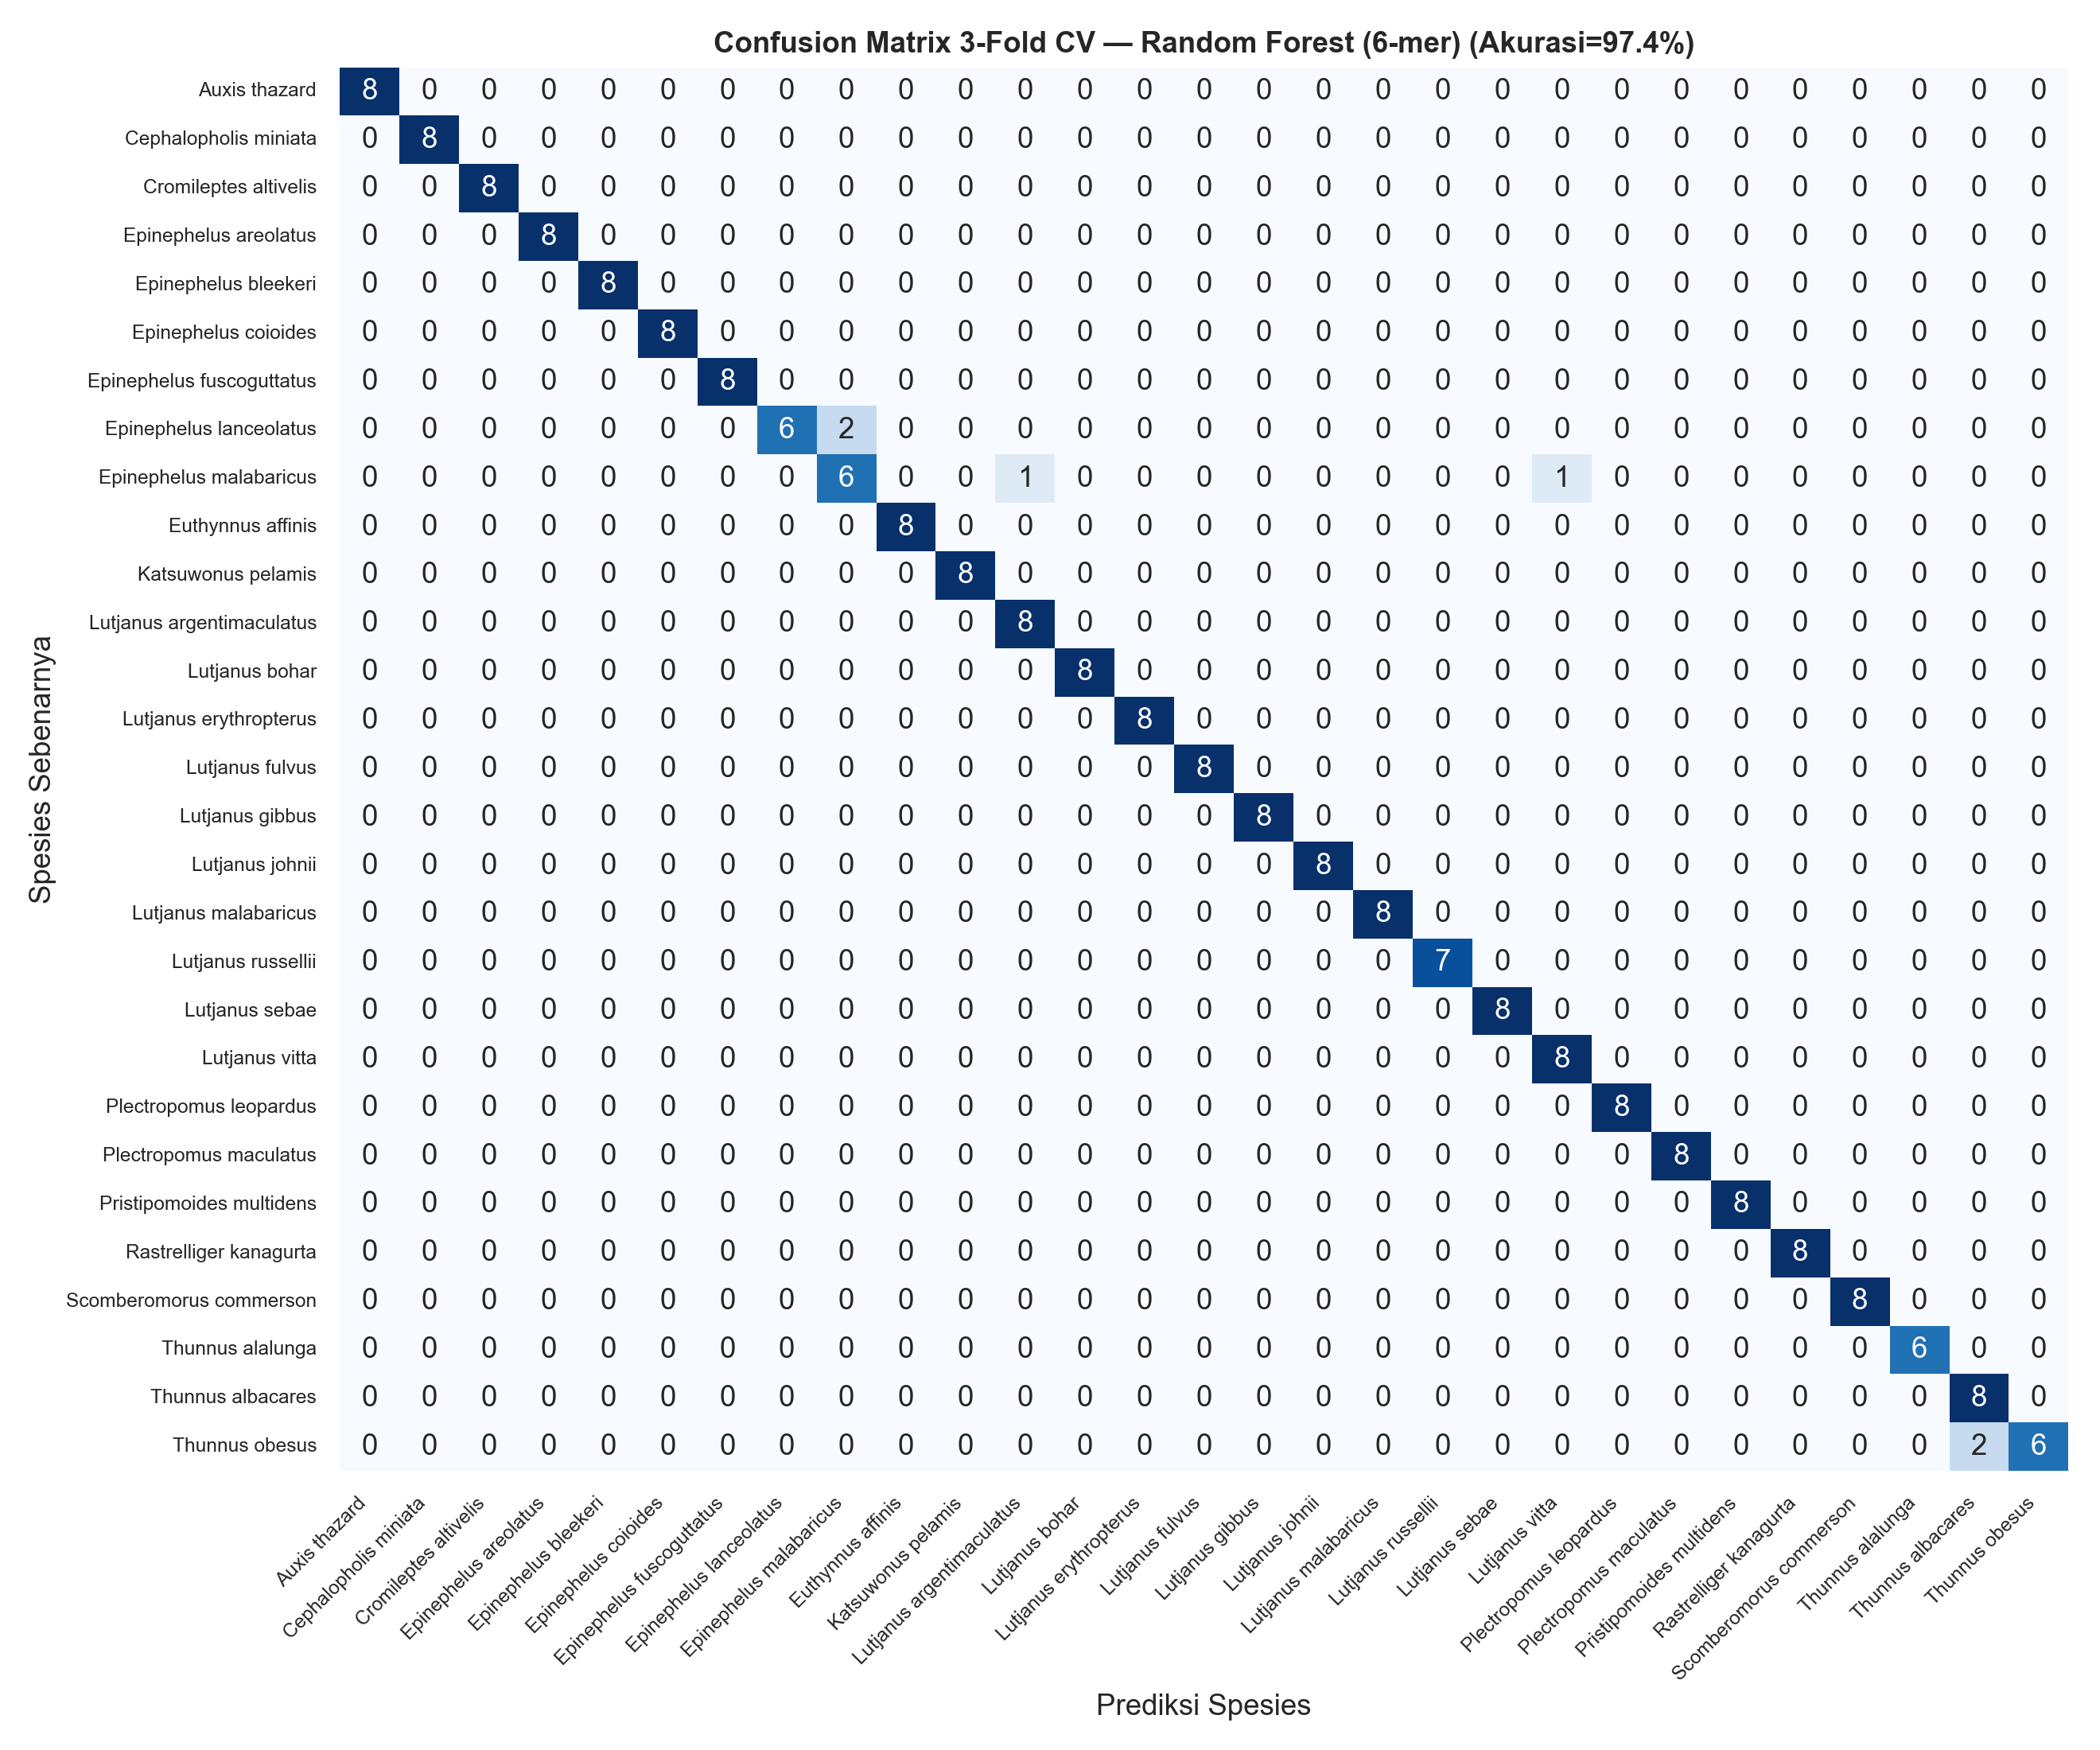 Confusion Matrix 3-Fold CV — Random Forest (6-mer) (Akurasi=97.4%)
Spesies Sebenarnya
Auxis thazard 8 0 0 0 0 0 0 0 0 0 0 0 0 0 0 0 0 0 0 0 0 0 0 0 0 0 0 0 0
Cephalopholis miniata 0 8 0 0 0 0 0 0 0 0 0 0 0 0 0 0 0 0 0 0 0 0 0 0 0 0 0 0 0
Cromileptes altivelis 0 0 8 0 0 0 0 0 0 0 0 0 0 0 0 0 0 0 0 0 0 0 0 0 0 0 0 0 0
Epinephelus areolatus 0 0 0 8 0 0 0 0 0 0 0 0 0 0 0 0 0 0 0 0 0 0 0 0 0 0 0 0 0
Epinephelus bleekeri 0 0 0 0 8 0 0 0 0 0 0 0 0 0 0 0 0 0 0 0 0 0 0 0 0 0 0 0 0
Epinephelus coioides 0 0 0 0 0 8 0 0 0 0 0 0 0 0 0 0 0 0 0 0 0 0 0 0 0 0 0 0 0
Epinephelus fuscoguttatus 0 0 0 0 0 0 8 0 0 0 0 0 0 0 0 0 0 0 0 0 0 0 0 0 0 0 0 0 0
Epinephelus lanceolatus 0 0 0 0 0 0 0 6 2 0 0 0 0 0 0 0 0 0 0 0 0 0 0 0 0 0 0 0 0
Epinephelus malabaricus 0 0 0 0 0 0 0 0 6 0 0 1 0 0 0 0 0 0 0 0 1 0 0 0 0 0 0 0 0
Euthynnus affinis 0 0 0 0 0 0 0 0 0 8 0 0 0 0 0 0 0 0 0 0 0 0 0 0 0 0 0 0 0
Katsuwonus pelamis 0 0 0 0 0 0 0 0 0 0 8 0 0 0 0 0 0 0 0 0 0 0 0 0 0 0 0 0 0
Lutjanus argentimaculatus 0 0 0 0 0 0 0 0 0 0 0 8 0 0 0 0 0 0 0 0 0 0 0 0 0 0 0 0 0
Lutjanus bohar 0 0 0 0 0 0 0 0 0 0 0 0 8 0 0 0 0 0 0 0 0 0 0 0 0 0 0 0 0
Lutjanus erythropterus 0 0 0 0 0 0 0 0 0 0 0 0 0 8 0 0 0 0 0 0 0 0 0 0 0 0 0 0 0
Lutjanus fulvus 0 0 0 0 0 0 0 0 0 0 0 0 0 0 8 0 0 0 0 0 0 0 0 0 0 0 0 0 0
Lutjanus gibbus 0 0 0 0 0 0 0 0 0 0 0 0 0 0 0 8 0 0 0 0 0 0 0 0 0 0 0 0 0
Lutjanus johnii 0 0 0 0 0 0 0 0 0 0 0 0 0 0 0 0 8 0 0 0 0 0 0 0 0 0 0 0 0
Lutjanus malabaricus 0 0 0 0 0 0 0 0 0 0 0 0 0 0 0 0 0 8 0 0 0 0 0 0 0 0 0 0 0
Lutjanus russellii 0 0 0 0 0 0 0 0 0 0 0 0 0 0 0 0 0 0 7 0 0 0 0 0 0 0 0 0 0
Lutjanus sebae 0 0 0 0 0 0 0 0 0 0 0 0 0 0 0 0 0 0 0 8 0 0 0 0 0 0 0 0 0
Lutjanus vitta 0 0 0 0 0 0 0 0 0 0 0 0 0 0 0 0 0 0 0 0 8 0 0 0 0 0 0 0 0
Plectropomus leopardus 0 0 0 0 0 0 0 0 0 0 0 0 0 0 0 0 0 0 0 0 0 8 0 0 0 0 0 0 0
Plectropomus maculatus 0 0 0 0 0 0 0 0 0 0 0 0 0 0 0 0 0 0 0 0 0 0 8 0 0 0 0 0 0
Pristipomoides multidens 0 0 0 0 0 0 0 0 0 0 0 0 0 0 0 0 0 0 0 0 0 0 0 8 0 0 0 0 0
Rastrelliger kanagurta 0 0 0 0 0 0 0 0 0 0 0 0 0 0 0 0 0 0 0 0 0 0 0 0 8 0 0 0 0
Scomberomorus commerson 0 0 0 0 0 0 0 0 0 0 0 0 0 0 0 0 0 0 0 0 0 0 0 0 0 8 0 0 0
Thunnus alalunga 0 0 0 0 0 0 0 0 0 0 0 0 0 0 0 0 0 0 0 0 0 0 0 0 0 0 6 0 0
Thunnus albacares 0 0 0 0 0 0 0 0 0 0 0 0 0 0 0 0 0 0 0 0 0 0 0 0 0 0 0 8 0
Thunnus obesus 0 0 0 0 0 0 0 0 0 0 0 0 0 0 0 0 0 0 0 0 0 0 0 0 0 0 0 2 6
Auxis thazard
Cephalopholis miniata
Cromileptes altivelis
Epinephelus areolatus
Epinephelus bleekeri
Epinephelus coioides
Epinephelus fuscoguttatus
Epinephelus lanceolatus
Epinephelus malabaricus
Euthynnus affinis
Katsuwonus pelamis
Lutjanus argentimaculatus
Lutjanus bohar
Lutjanus erythropterus
Lutjanus fulvus
Lutjanus gibbus
Lutjanus johnii
Lutjanus malabaricus
Lutjanus russellii
Lutjanus sebae
Lutjanus vitta
Plectropomus leopardus
Plectropomus maculatus
Pristipomoides multidens
Rastrelliger kanagurta
Scomberomorus commerson
Thunnus alalunga
Thunnus albacares
Thunnus obesus
Prediksi Spesies